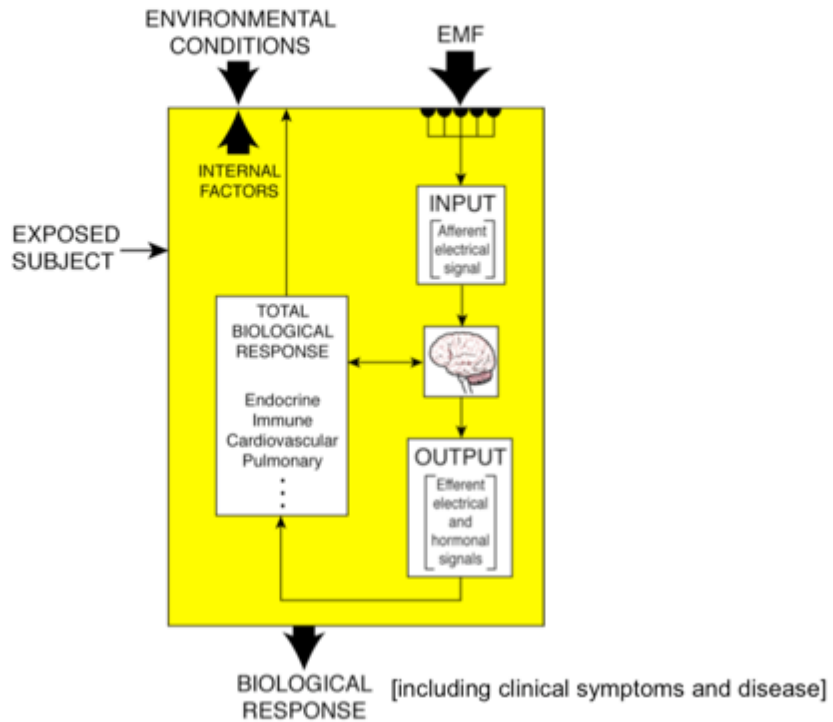 ENVIRONMENTAL
CONDITIONS
EMF
INTERNAL
FACTORS
EXPOSED
SUBJECT
INPUT
Afferent
electrical
signal
TOTAL
BIOLOGICAL
RESPONSE
Endocrine
Immune
Cardiovascular
Pulmonary
OUTPUT
Efferent
electrical
and
hormonal
signals
BIOLOGICAL
RESPONSE
[including clinical symptoms and disease]